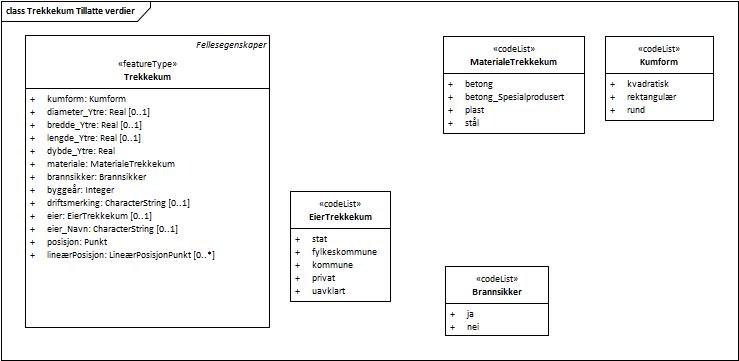 class Trekkekum Tillatte verdier
Fellesegenskaper
«featureType»
Trekkekum
+ kumform: Kumform
+ diameter_Ytre: Real [0..1]
+ bredde_Ytre: Real [0..1]
+ lengde_Ytre: Real [0..1]
+ dybde_Ytre: Real
+ materiale: MaterialeTrekkekum
+ brannsikker: Brannsikker
+ byggeår: Integer
+ driftsmerking: CharacterString [0..1]
+ eier: EierTrekkekum [0..1]
+ eier_Navn: CharacterString [0..1]
+ posisjon: Punkt
+ lineærPosisjon: LineærPosisjonPunkt [0..*]
«codeList»
EierTrekkekum
+ stat
+ fylkeskommune
+ kommune
+ privat
+ uavklart
«codeList»
MaterialeTrekkekum
+ betong
+ betong_Spesialprodusert
+ plast
+ stål
«codeList»
Kumform
+ kvadratisk
+ rektangulær
+ rund
«codeList»
Brannsikker
+ ja
+ nei